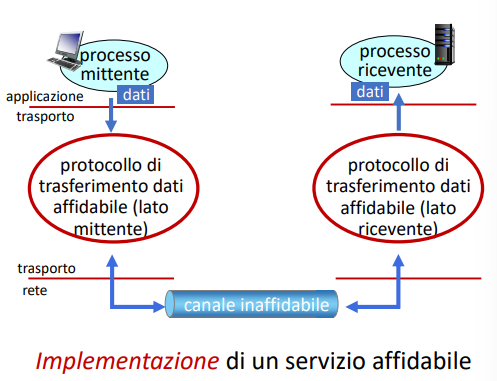 processo
mittente
dati
processo
ricevente
dati
applicazione
trasporto
protocollo di
trasferimento dati
affidabile (lato
mittente)
protocollo di
trasferimento dati
affidabile (lato
ricevente)
trasporto
rete
canale inaffidabile
Implementazione di un servizio affidabile